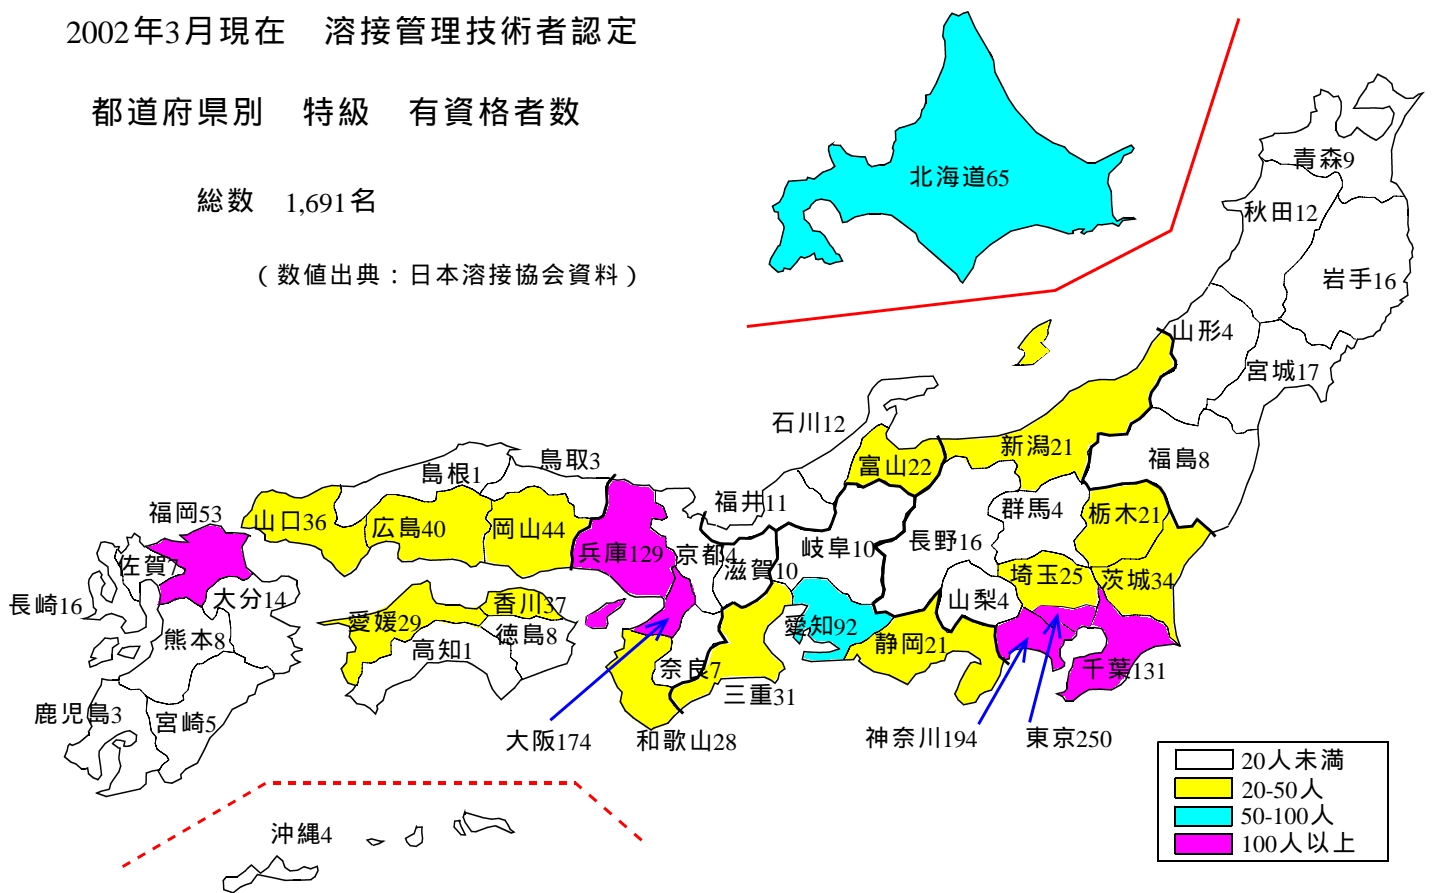 2002年3月現在　溶接管理技術者認定
都道府県別　特級　有資格者数
総数　1,691名
（数値出典：日本溶接協会資料）
北海道65
青森9
秋田12
岩手16
山形4
宮城17
福島8
新潟21
石川12
富山22
福井11
群馬4
栃木21
茨城34
埼玉25
千葉131
東京250
神奈川194
山梨4
長野16
岐阜10
静岡21
愛知92
三重31
滋賀10
京都4
奈良7
和歌山28
大阪174
兵庫129
鳥取3
島根1
岡山44
広島40
山口36
香川37
愛媛29
徳島8
高知1
福岡53
佐賀7
長崎16
大分14
熊本8
宮崎5
鹿児島3
沖縄4
20人未満
20-50人
50-100人
100人以上